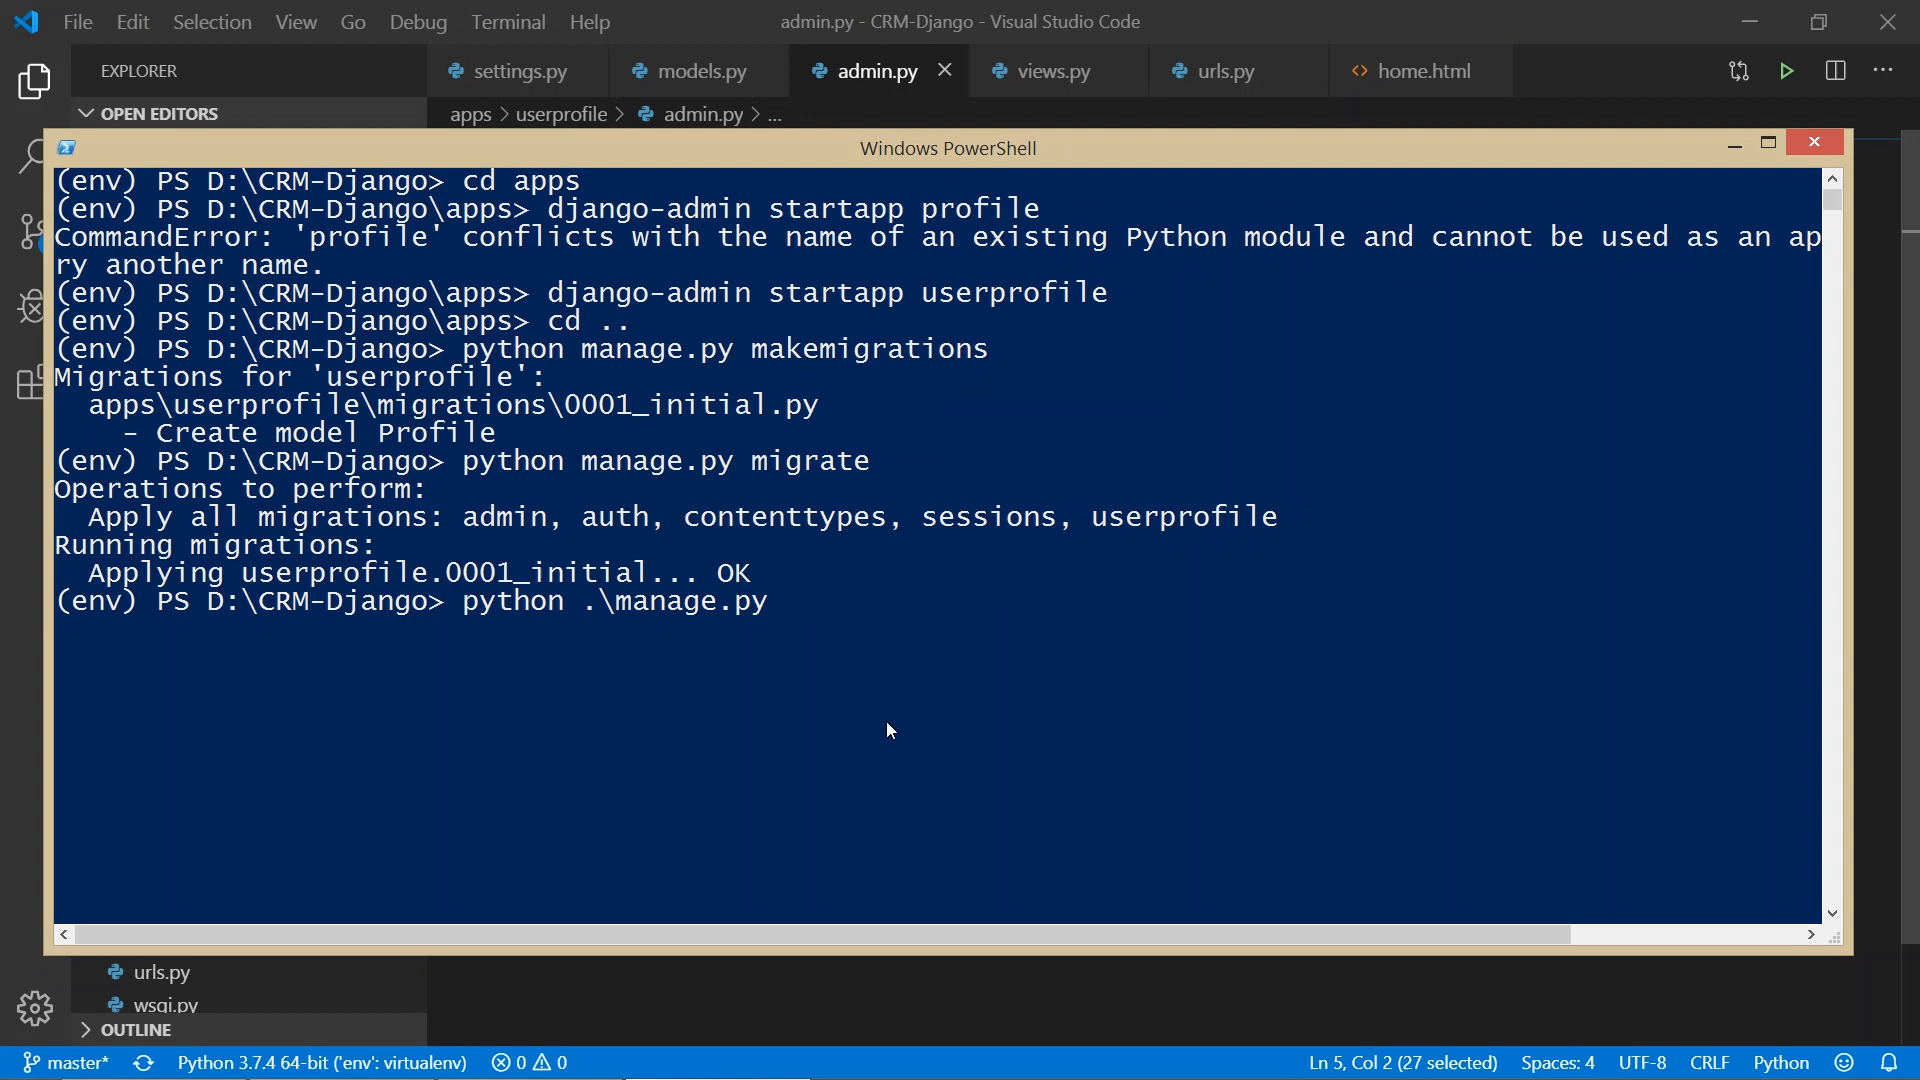 File Edit Selection View Go Debug Terminal Help admin.py - CRM-Django - Visual Studio Code
EXPLORER settings.py models.py admin.py views.py urls.py <> home.html
OPEN EDITORS apps > userprofile > admin.py > ...
Windows PowerShell
(env) PS D:\CRM-Django> cd apps
(env) PS D:\CRM-Django\apps> django-admin startapp profile
CommandError: 'profile' conflicts with the name of an existing Python module and cannot be used as an ap
ry another name.
(env) PS D:\CRM-Django\apps> django-admin startapp userprofile
(env) PS D:\CRM-Django\apps> cd ..
(env) PS D:\CRM-Django> python manage.py makemigrations
Migrations for 'userprofile':
apps\userprofile\migrations\0001_initial.py
- Create model Profile
(env) PS D:\CRM-Django> python manage.py migrate
Operations to perform:
Apply all migrations: admin, auth, contenttypes, sessions, userprofile
Running migrations:
Applying userprofile.0001_initial... OK
(env) PS D:\CRM-Django> python .\manage.py
urls.py
wsgi.py
OUTLINE
master* Python 3.7.4 64-bit ('env': virtualenv) 0 0 Ln 5, Col 2 (27 selected) Spaces: 4 UTF-8 CRLF Python